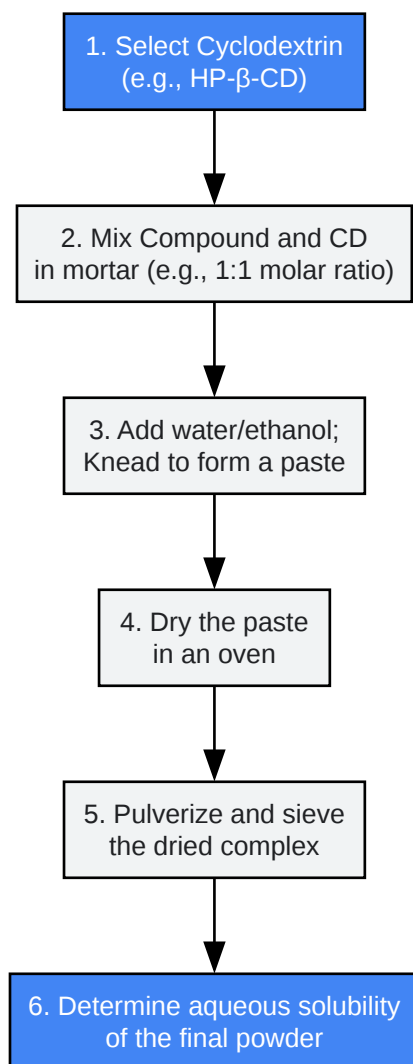 1. Select Cyclodextrin
(e.g., HP-β-CD)
2. Mix Compound and CD
in mortar (e.g., 1:1 molar ratio)
3. Add water/ethanol;
Knead to form a paste
4. Dry the paste
in an oven
5. Pulverize and sieve
the dried complex
6. Determine aqueous solubility
of the final powder